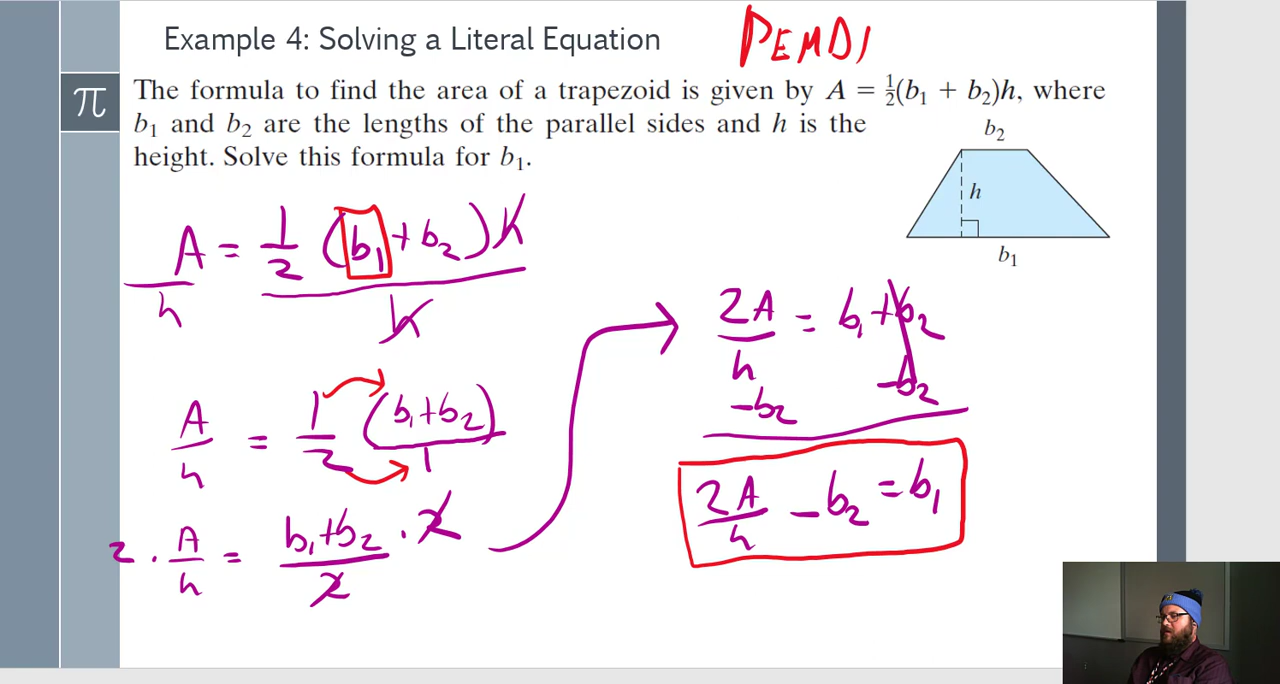 Example 4: Solving a Literal Equation
PEMD
π
The formula to find the area of a trapezoid is given by A = ½(b₁ + b₂)h, where
b₁ and b₂ are the lengths of the parallel sides and h is the
height. Solve this formula for b₁.
b₂
h
b₁
A/h = 1/2 (b₁+b₂)h / h
A/h = 1/2 (b₁+b₂)/1
2 · A/h = b₁+b₂/2 · 2
2A/h = b₁+b₂
-b₂ -b₂
2A/h - b₂ = b₁